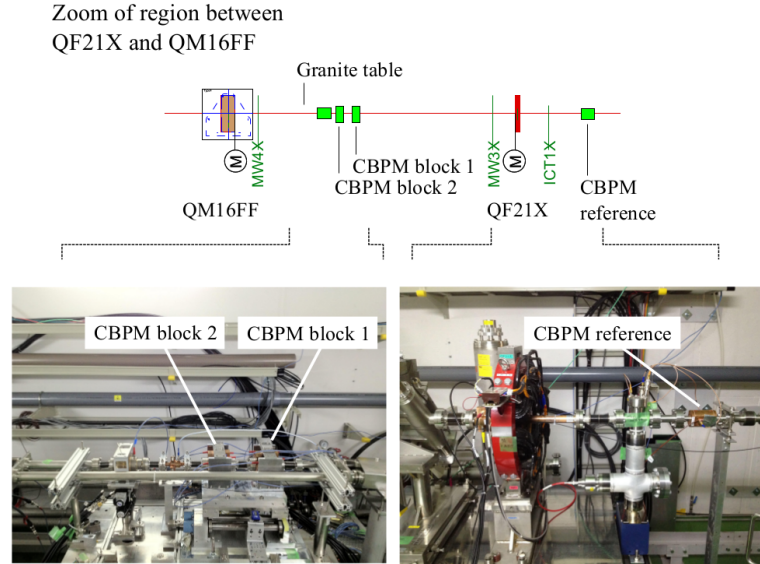 Zoom of region between
QF21X and QM16FF
Granite table
MW4X
MW3X
ICT1X
CBPM block 1
CBPM block 2
CBPM
reference
M
M
QM16FF
QF21X
CBPM block 2
CBPM block 1
CBPM reference